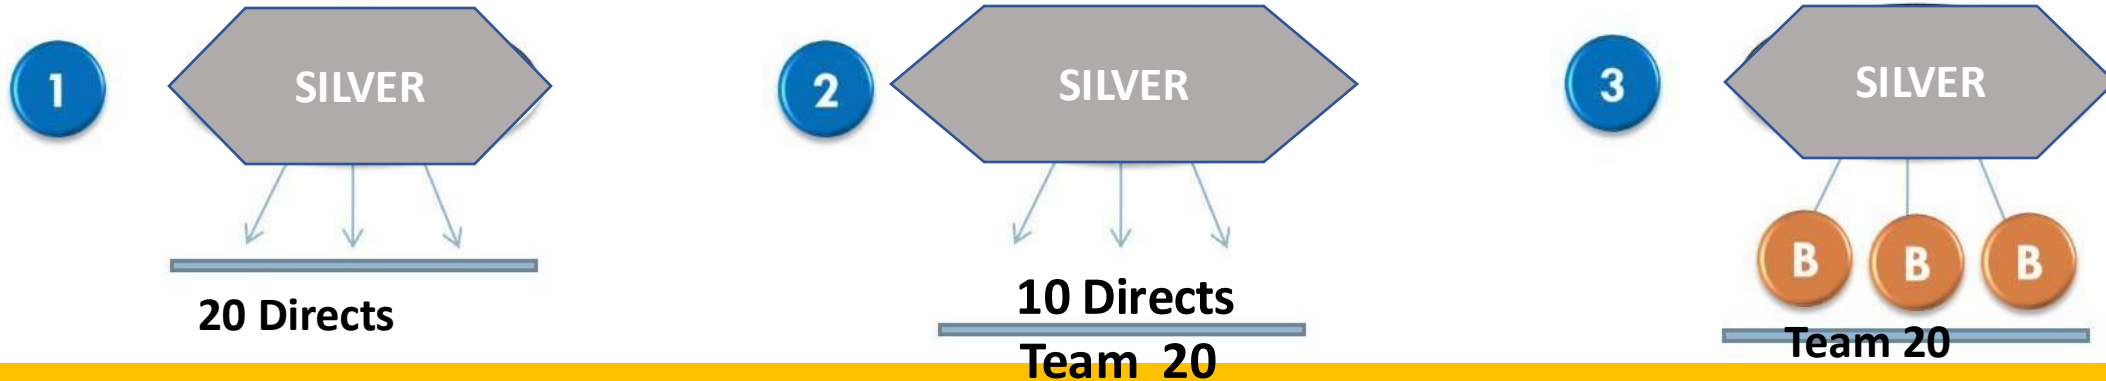 1
SILVER
20 Directs
2
SILVER
10 Directs
Team 20
3
SILVER
B B B
Team 20